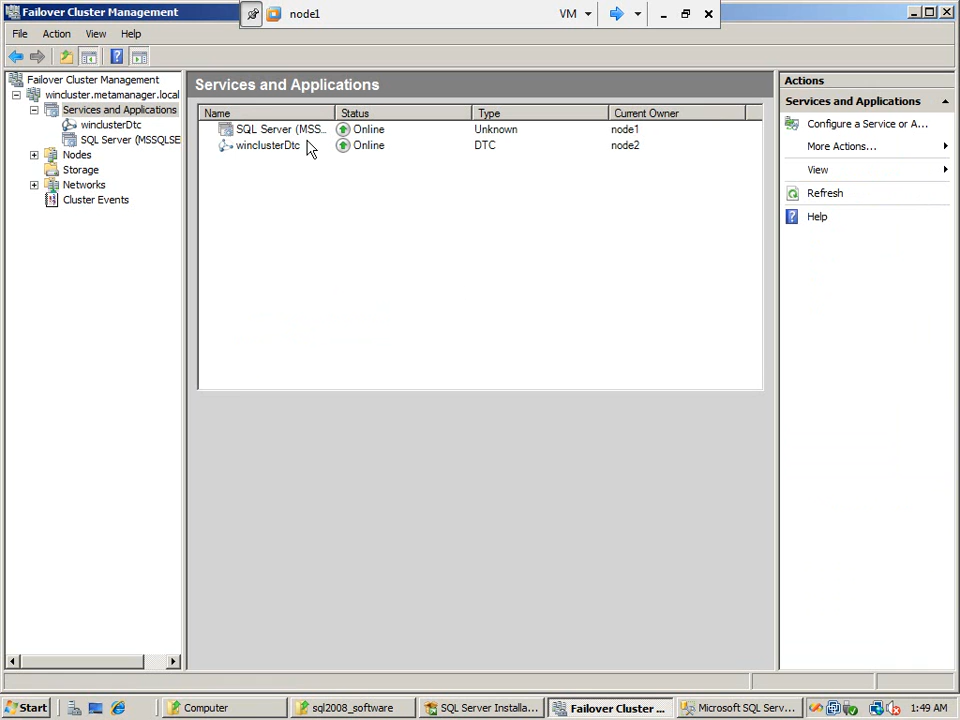 Failover Cluster Management
node1
VM
File Action View Help
Failover Cluster Management
wincluster.metamanager.local
Services and Applications
winclusterDtc
SQL Server (MSSQLSE
Nodes
Storage
Networks
Cluster Events
Services and Applications
Name Status Type Current Owner
SQL Server (MSS... Online Unknown node1
winclusterDtc Online DTC node2
Actions
Services and Applications
Configure a Service or A...
More Actions...
View
Refresh
Help
Start Computer sql2008_software SQL Server Installa... Failover Cluster ... Microsoft SQL Serv... 1:49 AM